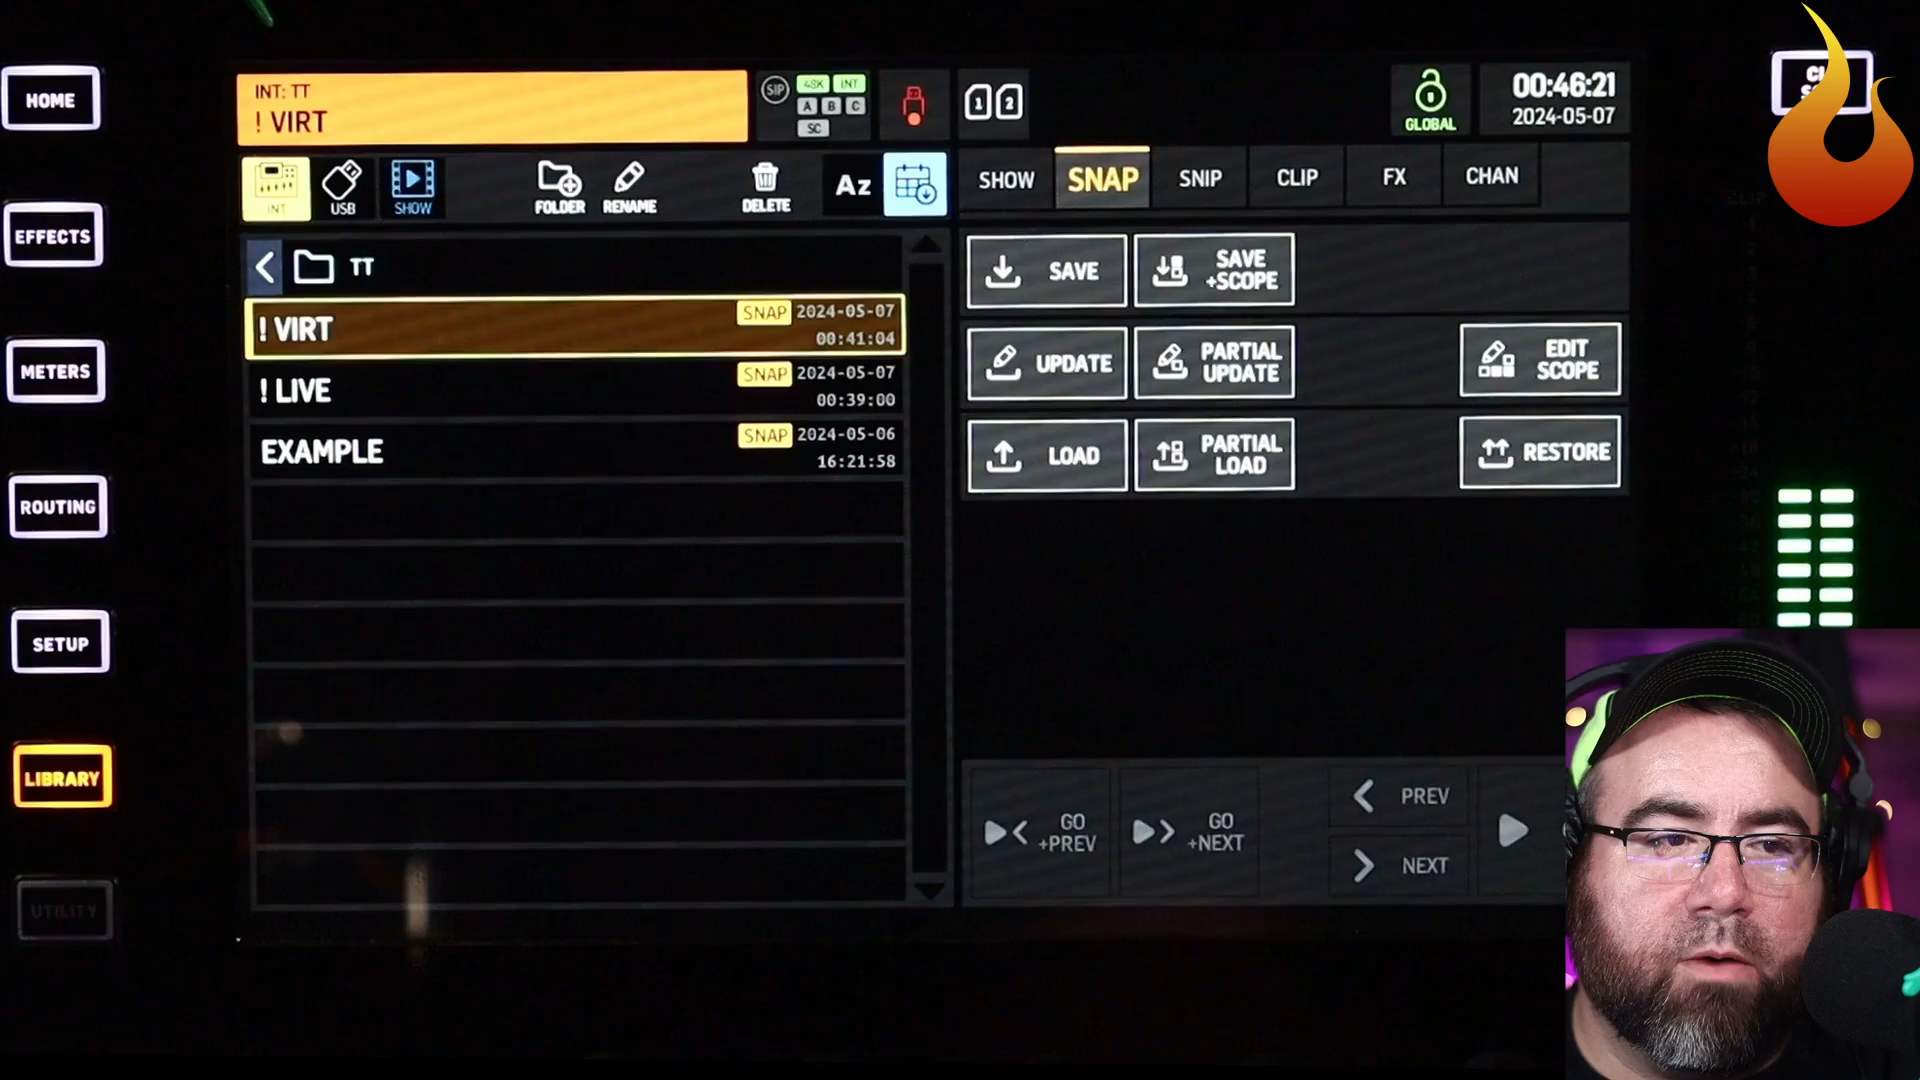 HOME
EFFECTS
METERS
ROUTING
SETUP
LIBRARY
UTILITY
INT: TT
! VIRT
SIP
48K INT
A B C
SC
1 2
GLOBAL
00:46:21
2024-05-07
INT
USB
SHOW
FOLDER
RENAME
DELETE
AZ
TT
! VIRT
SNAP 2024-05-07
00:41:04
! LIVE
SNAP 2024-05-07
00:39:00
EXAMPLE
SNAP 2024-05-06
16:21:58
SHOW
SNAP
SNIP
CLIP
FX
CHAN
SAVE
SAVE
+SCOPE
UPDATE
PARTIAL
UPDATE
EDIT
SCOPE
LOAD
PARTIAL
LOAD
RESTORE
GO
+PREV
GO
+NEXT
PREV
NEXT